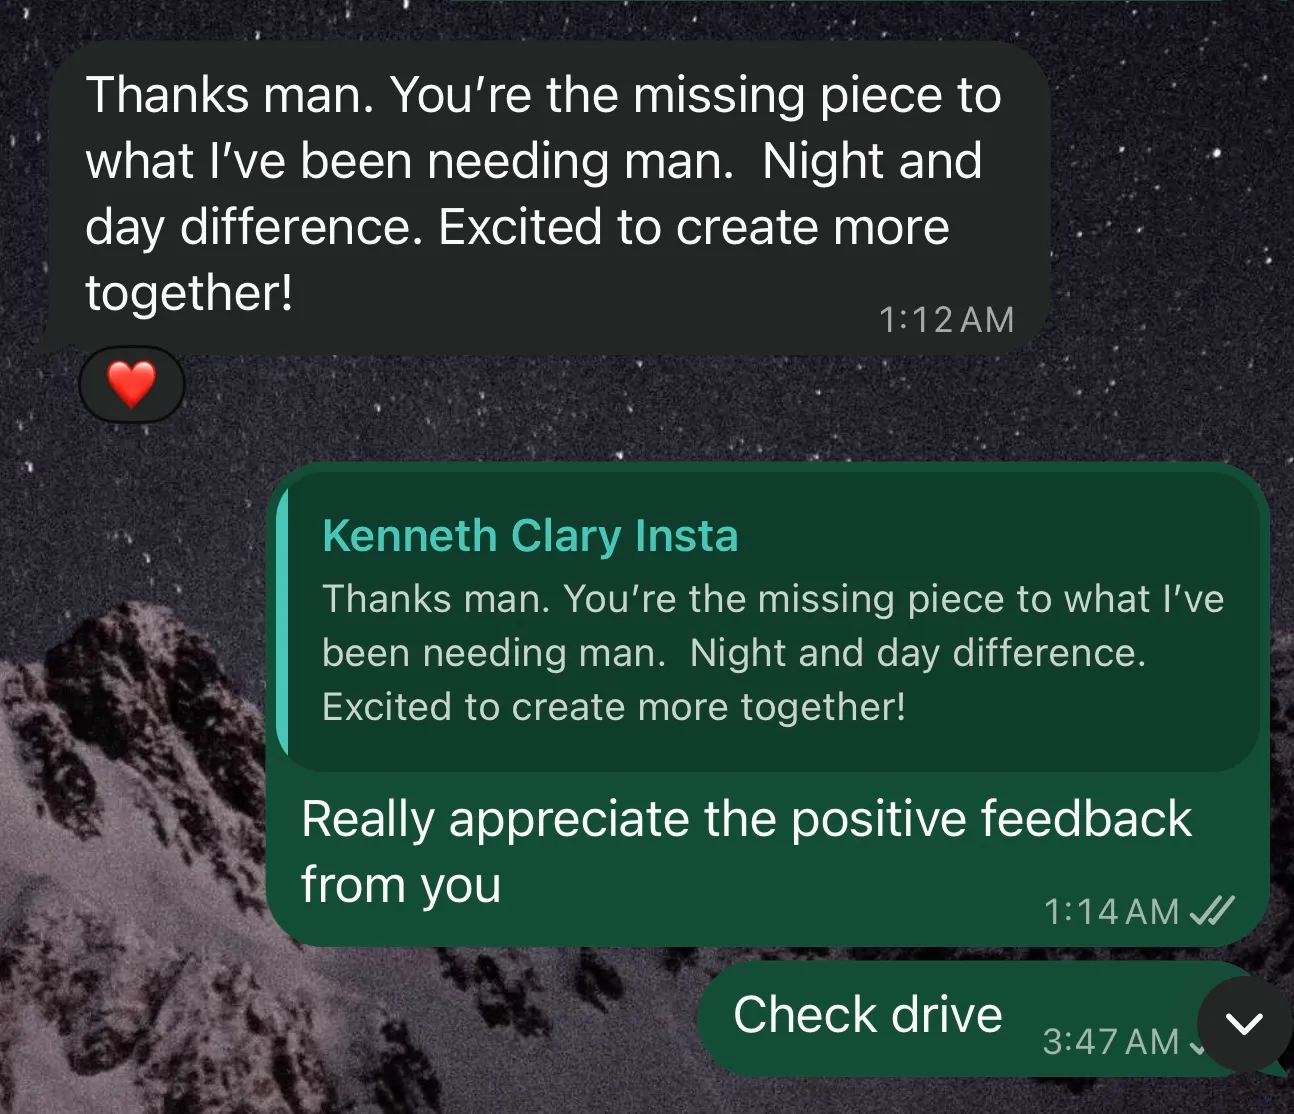 Thanks man. You’re the missing piece to
what I’ve been needing man.  Night and
day difference. Excited to create more
together!
1:12 AM
Kenneth Clary Insta
Thanks man. You’re the missing piece to what I’ve
been needing man.  Night and day difference.
Excited to create more together!
Really appreciate the positive feedback
from you
1:14 AM
Check drive
3:47 AM